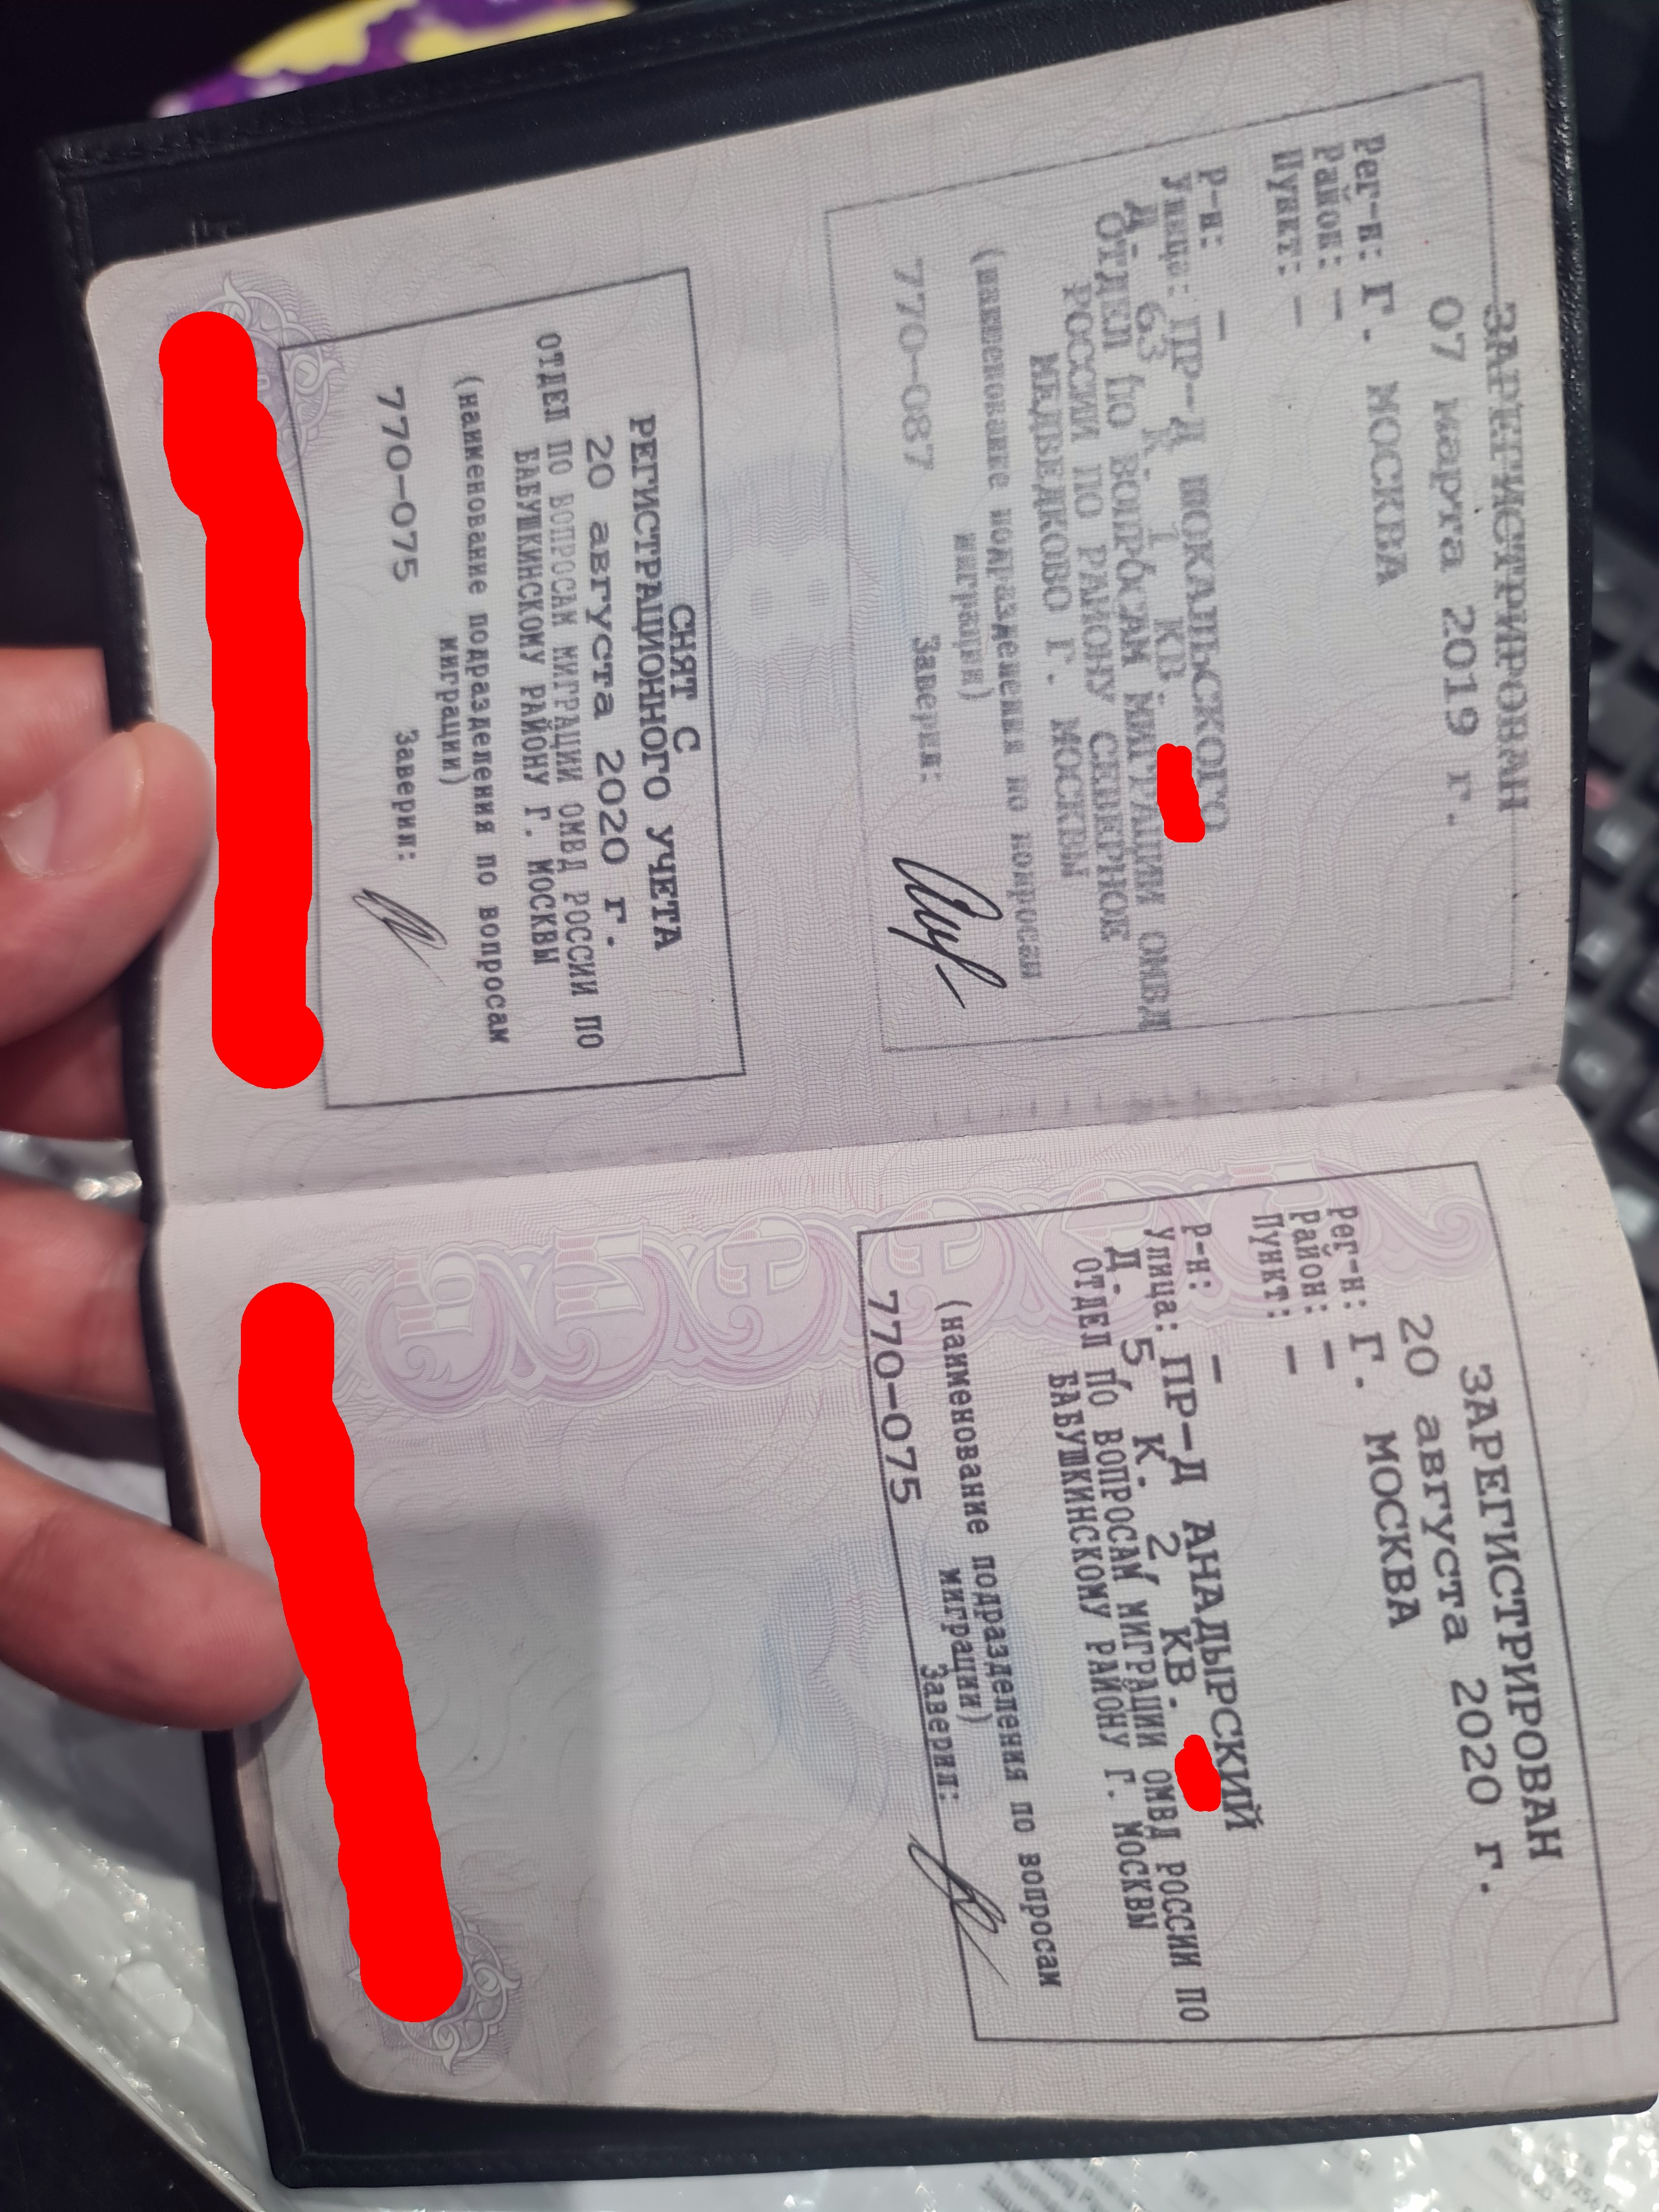 ЗАРЕГИСТРИРОВАН
07 марта 2019 г.
Рег-н: Г. МОСКВА
Район: –
Пункт: –
Р-н: –
Улица: ПР-Д ШОКАЛЬСКОГО
Д. 63 К. 1 КВ.
ОТДЕЛ ПО ВОПРОСАМ МИГРАЦИИ ОМВД
РОССИИ ПО РАЙОНУ СЕВЕРНОЕ
МЕДВЕДКОВО Г. МОСКВЫ
(наименование подразделения по вопросам
миграции)
770-087 Заверил:
СНЯТ С
РЕГИСТРАЦИОННОГО УЧЕТА
20 августа 2020 г.
ОТДЕЛ ПО ВОПРОСАМ МИГРАЦИИ ОМВД РОССИИ ПО
БАБУШКИНСКОМУ РАЙОНУ Г. МОСКВЫ
(наименование подразделения по вопросам
миграции)
770-075 Заверил:
ЗАРЕГИСТРИРОВАН
20 августа 2020 г.
Рег-н: Г. МОСКВА
Район: –
Пункт: –
Р-н: –
Улица: ПР-Д АНАДЫРСКИЙ
Д. 5 К. 2 КВ.
ОТДЕЛ ПО ВОПРОСАМ МИГРАЦИИ ОМВД РОССИИ ПО
БАБУШКИНСКОМУ РАЙОНУ Г. МОСКВЫ
(наименование подразделения по вопросам
миграции)
770-075 Заверил: